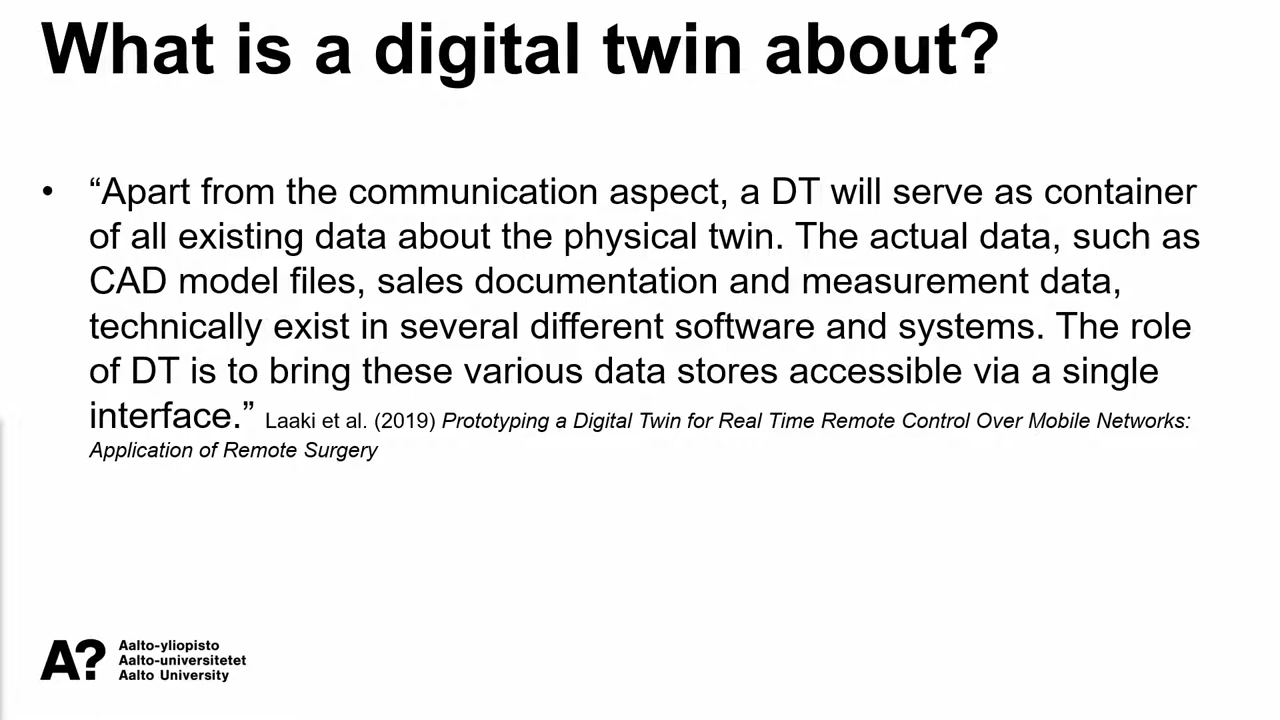 What is a digital twin about?
• “Apart from the communication aspect, a DT will serve as container
of all existing data about the physical twin. The actual data, such as
CAD model files, sales documentation and measurement data,
technically exist in several different software and systems. The role
of DT is to bring these various data stores accessible via a single
interface.” Laaki et al. (2019) Prototyping a Digital Twin for Real Time Remote Control Over Mobile Networks:
Application of Remote Surgery
A?
Aalto-yliopisto
Aalto-universitetet
Aalto University